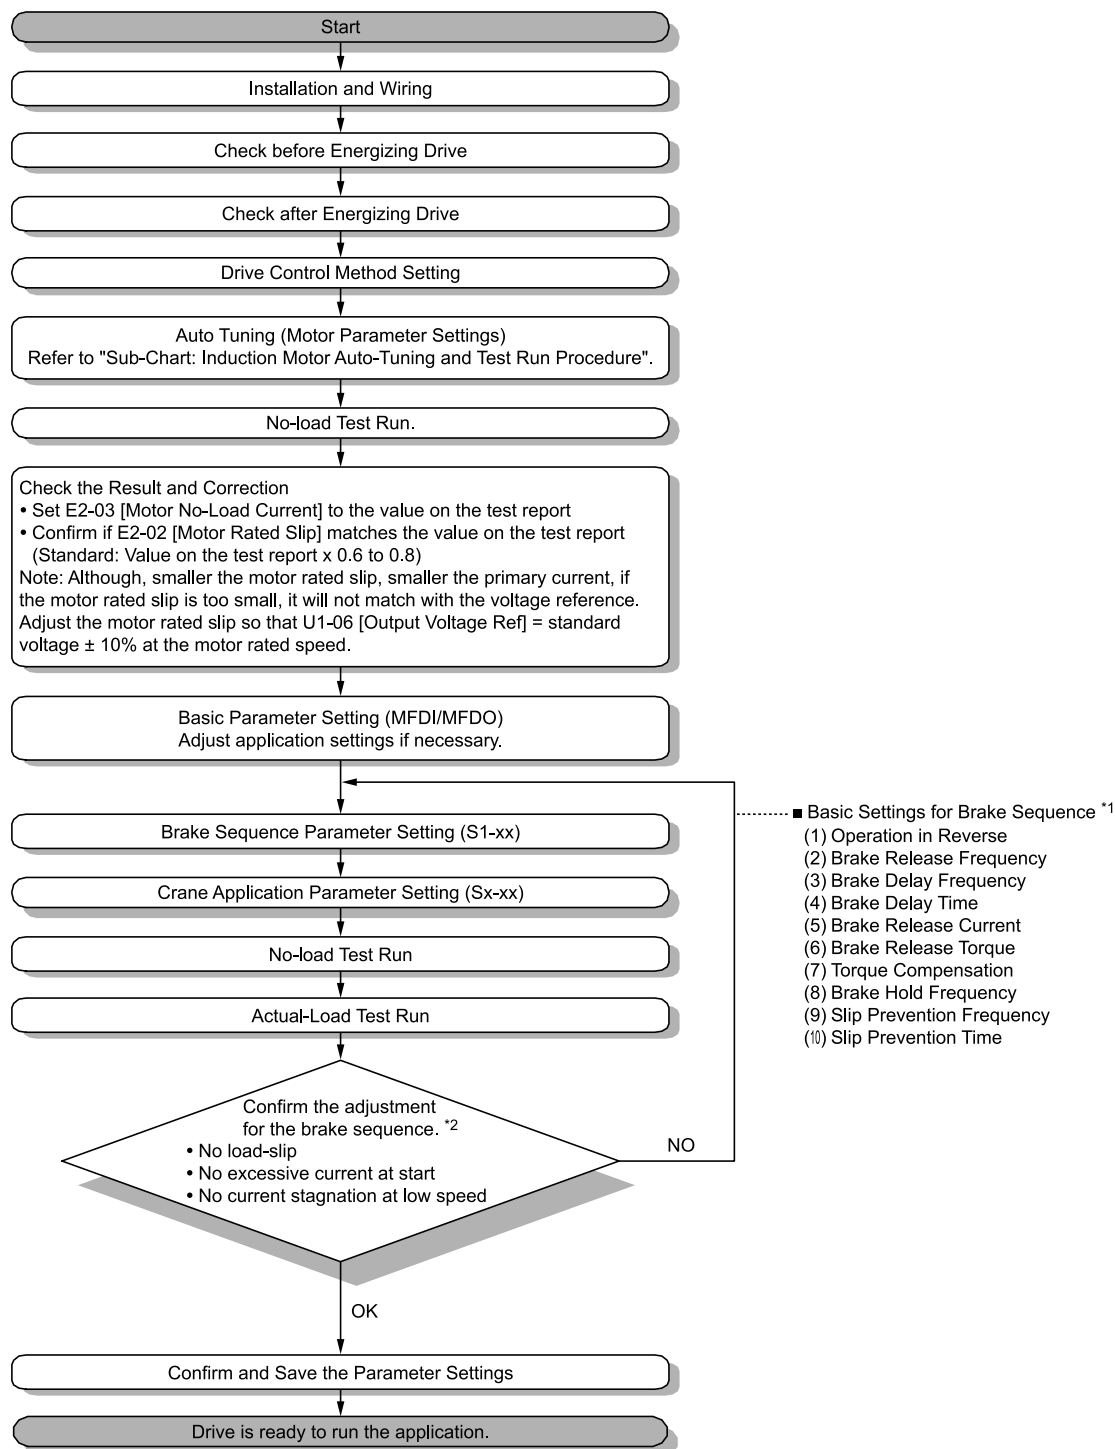 Start
Installation and Wiring
Check before Energizing Drive
Check after Energizing Drive
Drive Control Method Setting
Auto Tuning (Motor Parameter Settings)
Refer to "Sub-Chart: Induction Motor Auto-Tuning and Test Run Procedure".
No-load Test Run.
Check the Result and Correction
• Set E2-03 [Motor No-Load Current] to the value on the test report
• Confirm if E2-02 [Motor Rated Slip] matches the value on the test report
(Standard: Value on the test report x 0.6 to 0.8)
Note: Although, smaller the motor rated slip, smaller the primary current, if
the motor rated slip is too small, it will not match with the voltage reference.
Adjust the motor rated slip so that U1-06 [Output Voltage Ref] = standard
voltage ± 10% at the motor rated speed.
Basic Parameter Setting (MFDI/MFDO)
Adjust application settings if necessary.
Brake Sequence Parameter Setting (S1-xx)
Crane Application Parameter Setting (Sx-xx)
No-load Test Run
Actual-Load Test Run
Confirm the adjustment
for the brake sequence. *2
• No load-slip
• No excessive current at start
• No current stagnation at low speed
NO
OK
Confirm and Save the Parameter Settings
Drive is ready to run the application.
■ Basic Settings for Brake Sequence *1
(1) Operation in Reverse
(2) Brake Release Frequency
(3) Brake Delay Frequency
(4) Brake Delay Time
(5) Brake Release Current
(6) Brake Release Torque
(7) Torque Compensation
(8) Brake Hold Frequency
(9) Slip Prevention Frequency
(10) Slip Prevention Time